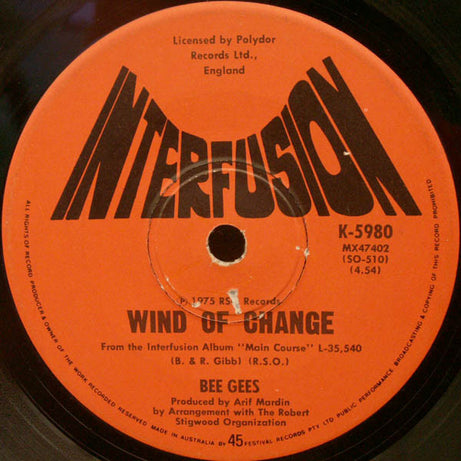 Licensed by Polydor
Records Ltd.,
England
INTERFUSION
K-5980
MX47402
(SO-510)
(4.54)
℗ 1975 RSO Records
WIND OF CHANGE
From the Interfusion Album "Main Course" L-35,540
(B. & R. Gibb) (R.S.O.)
BEE GEES
Produced by Arif Mardin
by Arrangement with The Robert
Stigwood Organization
45
ALL RIGHTS OF RECORD PRODUCER & OWNER OF THE WORK RECORDED RESERVED MADE IN AUSTRALIA BY FESTIVAL RECORDS PTY LTD PUBLIC PERFORMANCE BROADCASTING & COPYING OF THIS RECORD PROHIBITED